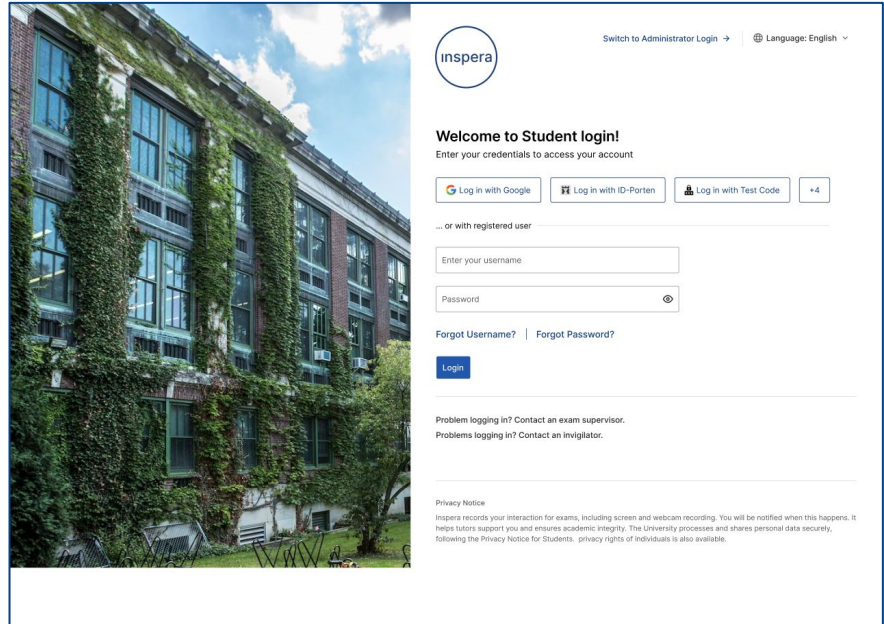 inspera
Switch to Administrator Login →
Language: English
Welcome to Student login!
Enter your credentials to access your account
Log in with Google
Log in with ID-Porten
Log in with Test Code
+4
... or with registered user
Enter your username
Password
Forgot Username? | Forgot Password?
Login
Problem logging in? Contact an exam supervisor.
Problems logging in? Contact an invigilator.
Privacy Notice
Inspera records your interaction for exams, including screen and webcam recording. You will be notified when this happens. It
helps tutors support you and ensures academic integrity. The University processes and shares personal data securely,
following the Privacy Notice for Students. privacy rights of individuals is also available.